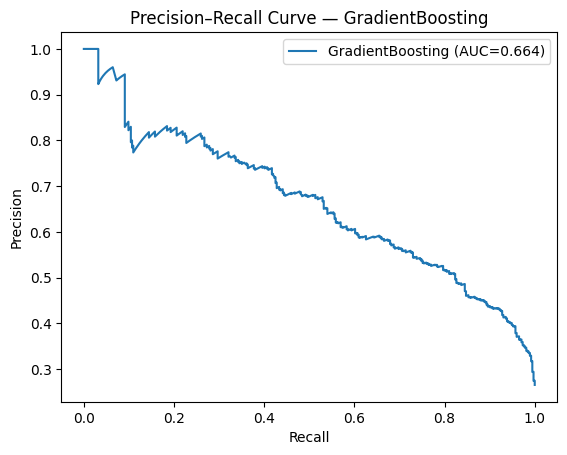 Precision–Recall Curve — GradientBoosting
GradientBoosting (AUC=0.664)
1.0
0.9
0.8
0.7
0.6
0.5
0.4
0.3
Precision
0.0 0.2 0.4 0.6 0.8 1.0
Recall